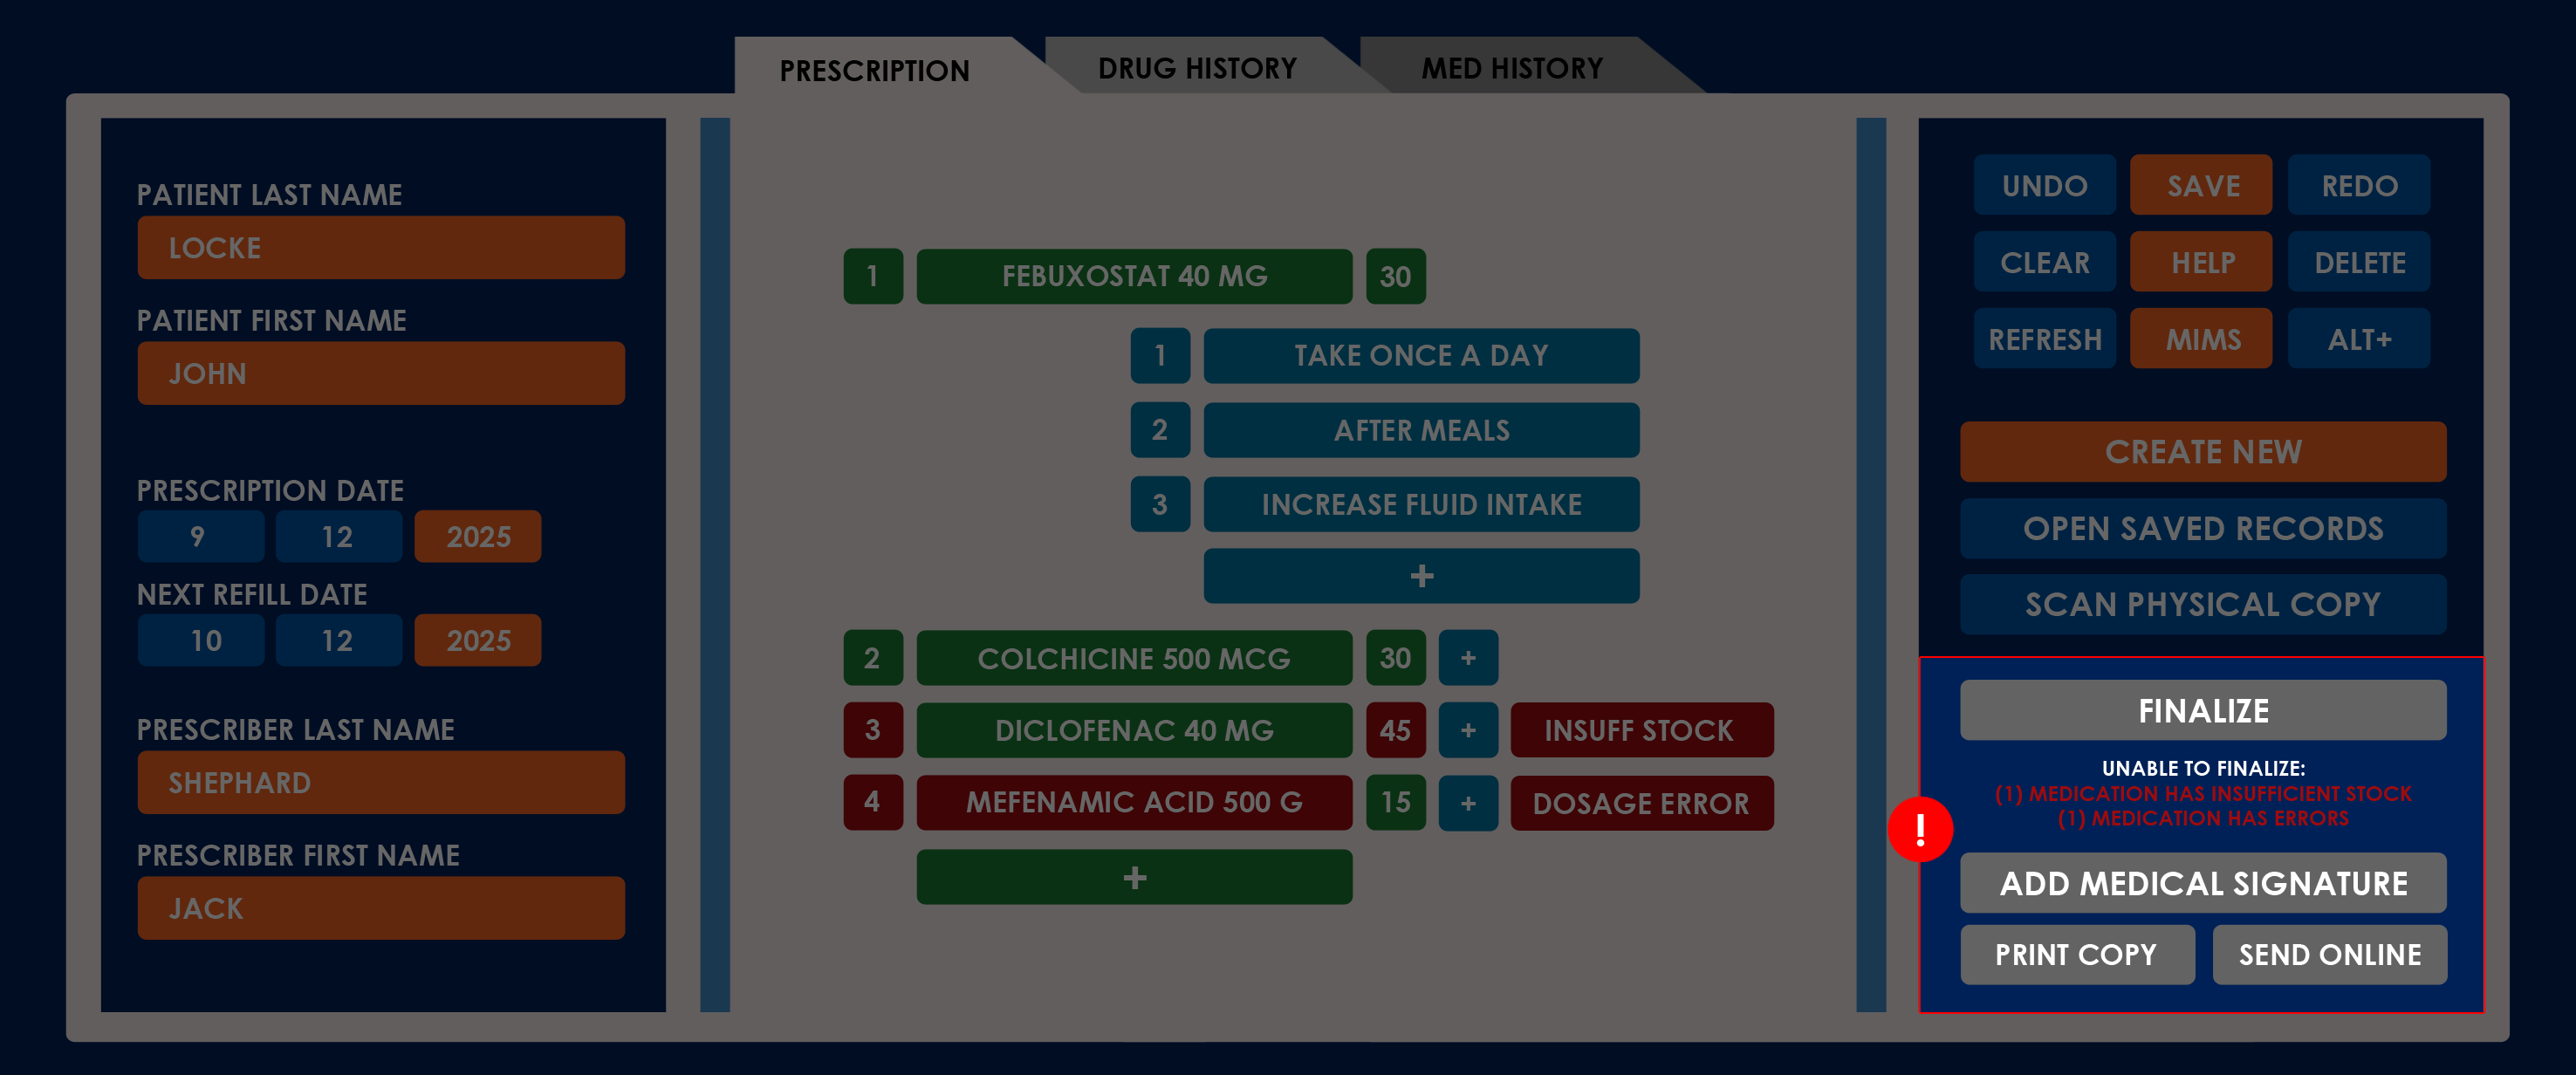 PRESCRIPTION
DRUG HISTORY
MED HISTORY
PATIENT LAST NAME
LOCKE
PATIENT FIRST NAME
JOHN
PRESCRIPTION DATE
9 12 2025
NEXT REFILL DATE
10 12 2025
PRESCRIBER LAST NAME
SHEPHARD
PRESCRIBER FIRST NAME
JACK
1 FEBUXOSTAT 40 MG 30
1 TAKE ONCE A DAY
2 AFTER MEALS
3 INCREASE FLUID INTAKE
+
2 COLCHICINE 500 MCG 30 +
3 DICLOFENAC 40 MG 45 + INSUFF STOCK
4 MEFENAMIC ACID 500 G 15 + DOSAGE ERROR
+
UNDO SAVE REDO
CLEAR HELP DELETE
REFRESH MIMS ALT+
CREATE NEW
OPEN SAVED RECORDS
SCAN PHYSICAL COPY
FINALIZE
UNABLE TO FINALIZE:
(1) MEDICATION HAS INSUFFICIENT STOCK
(1) MEDICATION HAS ERRORS
!
ADD MEDICAL SIGNATURE
PRINT COPY SEND ONLINE